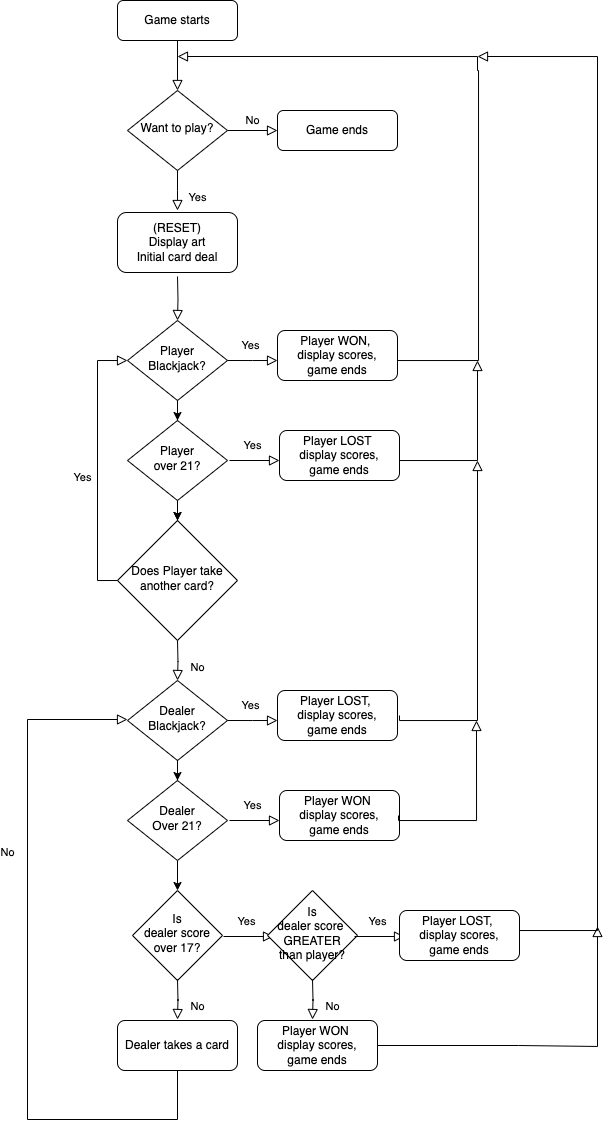 Game starts
Want to play?
No
Game ends
Yes
(RESET)
Display art
Initial card deal
Player
Blackjack?
Yes
Player WON,
display scores,
game ends
Player
over 21?
Yes
Player LOST
display scores,
game ends
Yes
Does Player take
another card?
No
Dealer
Blackjack?
Yes
Player LOST,
display scores,
game ends
Dealer
Over 21?
Yes
Player WON
display scores,
game ends
No
Is
dealer score
over 17?
Yes
Is
dealer score
GREATER
than player?
Yes
Player LOST,
display scores,
game ends
No
No
Dealer takes a card
Player WON
display scores,
game ends